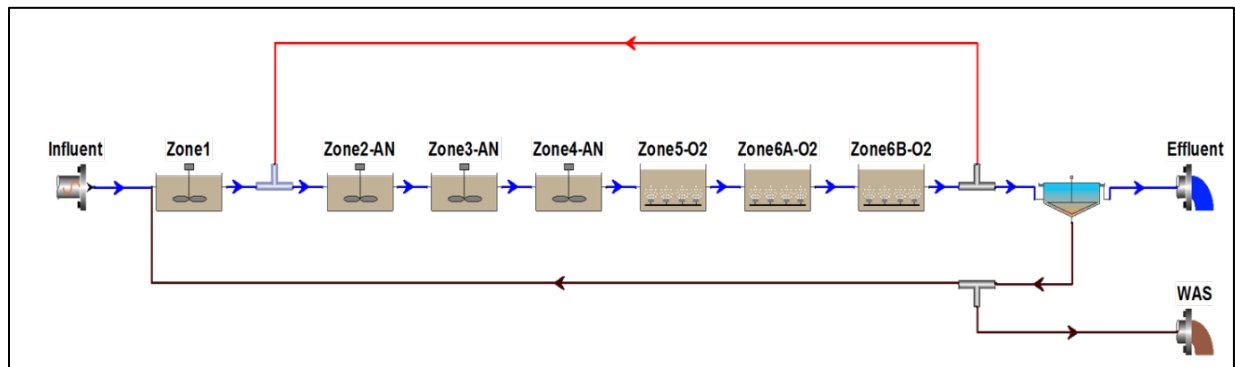 Influent
Zone1
Zone2-AN
Zone3-AN
Zone4-AN
Zone5-O2
Zone6A-O2
Zone6B-O2
Effluent
WAS